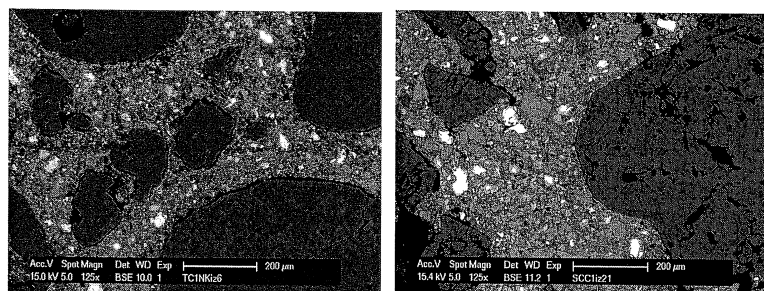 Acc.V Spot Magn Det WD Exp
15.0 kV 5.0 125x BSE 10.0 1 TC1NKiz6
200 µm
Acc.V Spot Magn Det WD Exp
15.4 kV 5.0 125x BSE 11.2 1 SCC1iz21
200 µm